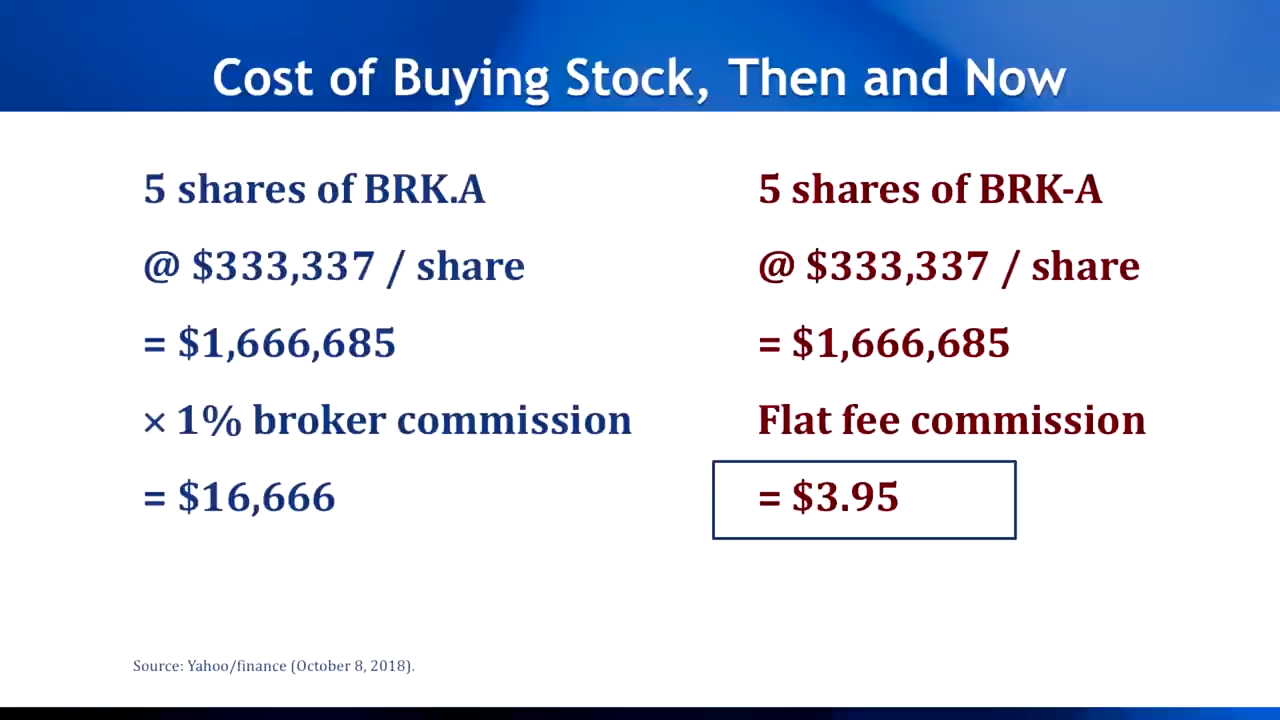 Cost of Buying Stock, Then and Now
5 shares of BRK.A
@ $333,337 / share
= $1,666,685
× 1% broker commission
= $16,666
5 shares of BRK-A
@ $333,337 / share
= $1,666,685
Flat fee commission
= $3.95
Source: Yahoo/finance (October 8, 2018).